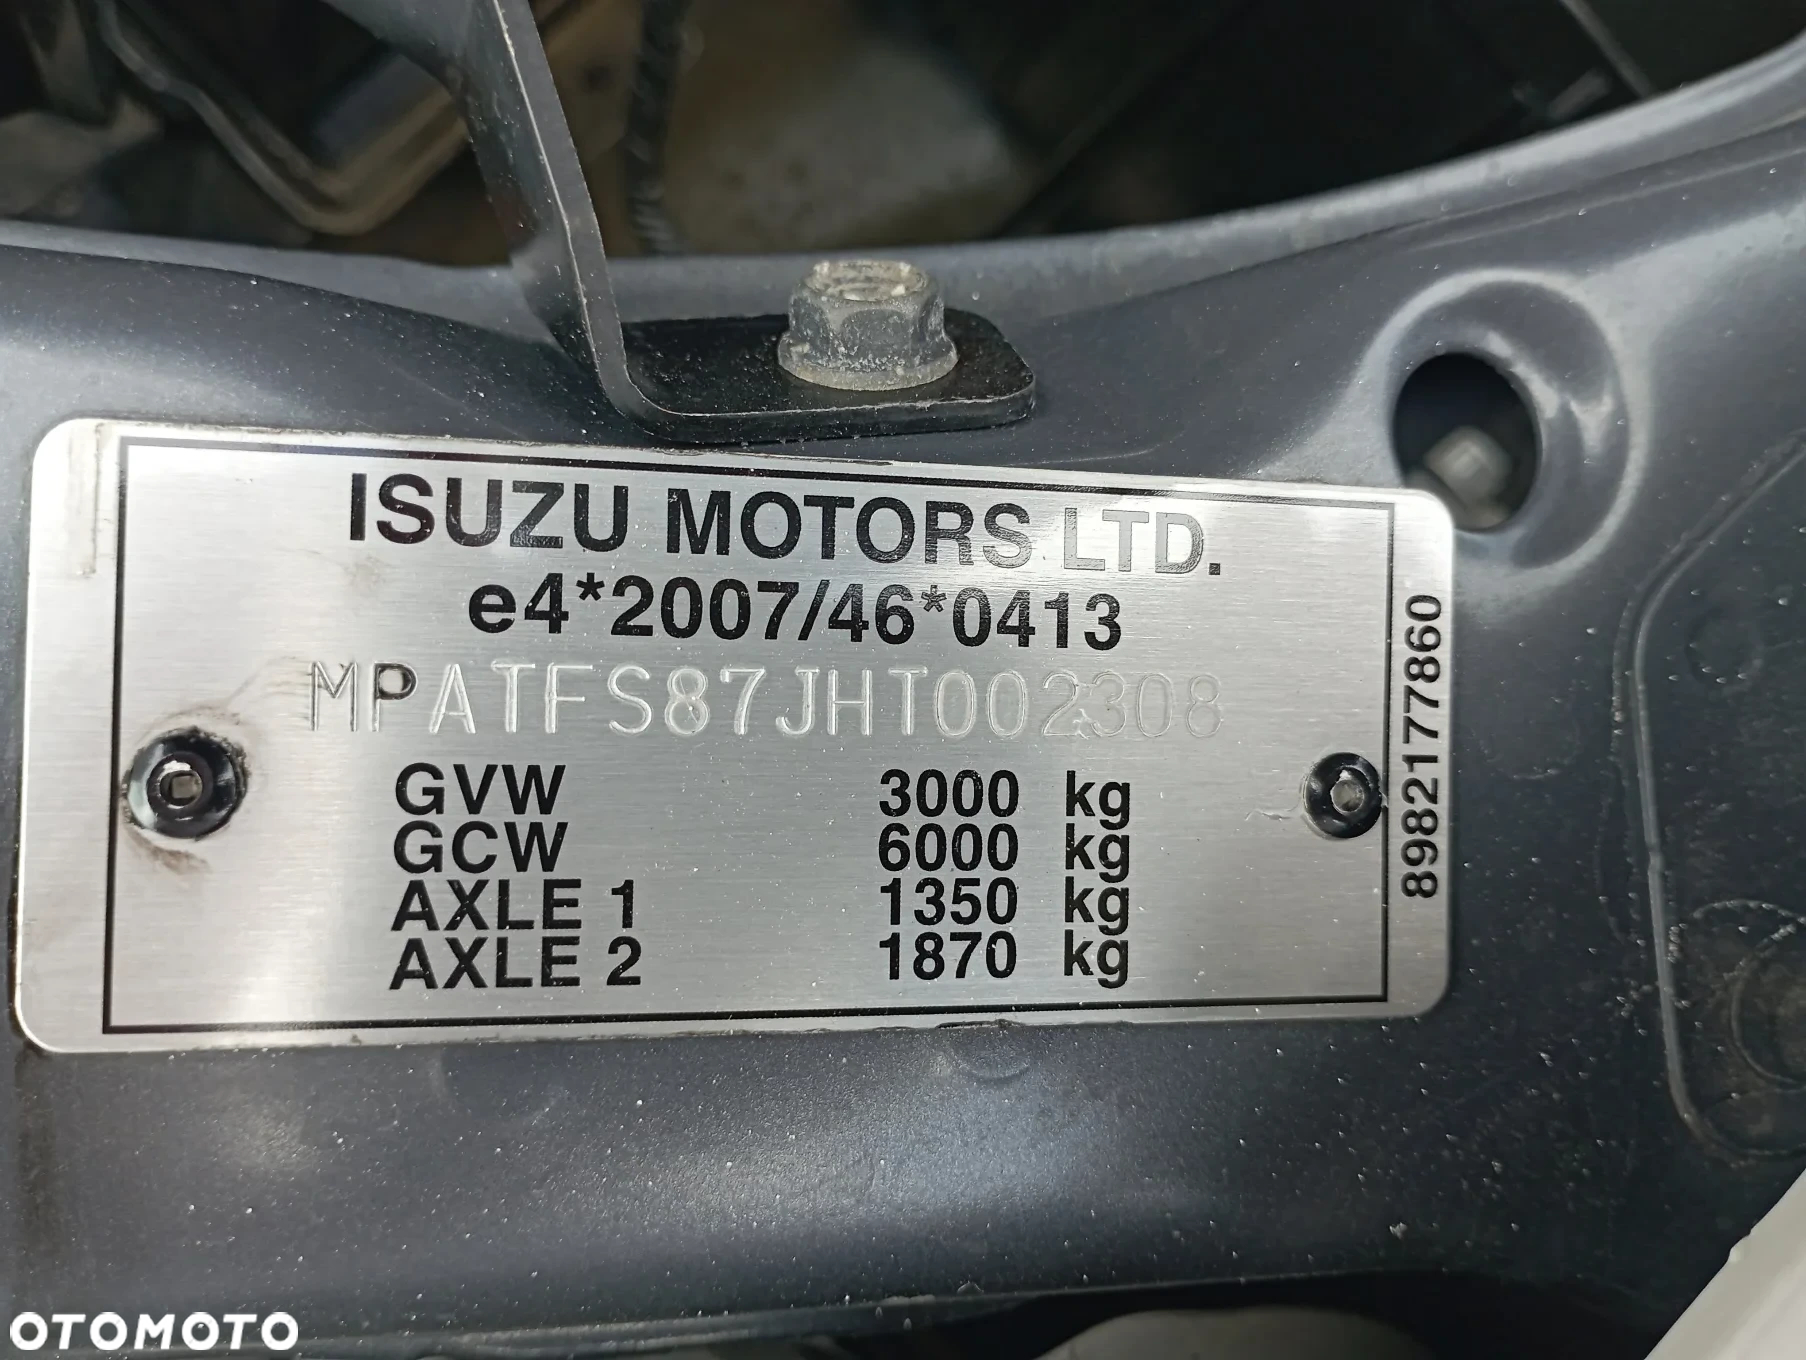 ISUZU MOTORS LTD.
e4*2007/46*0413
MPATFS87JHT002308
GVW 3000 kg
GCW 6000 kg
AXLE 1 1350 kg
AXLE 2 1870 kg
8982177860
OTOMOTO